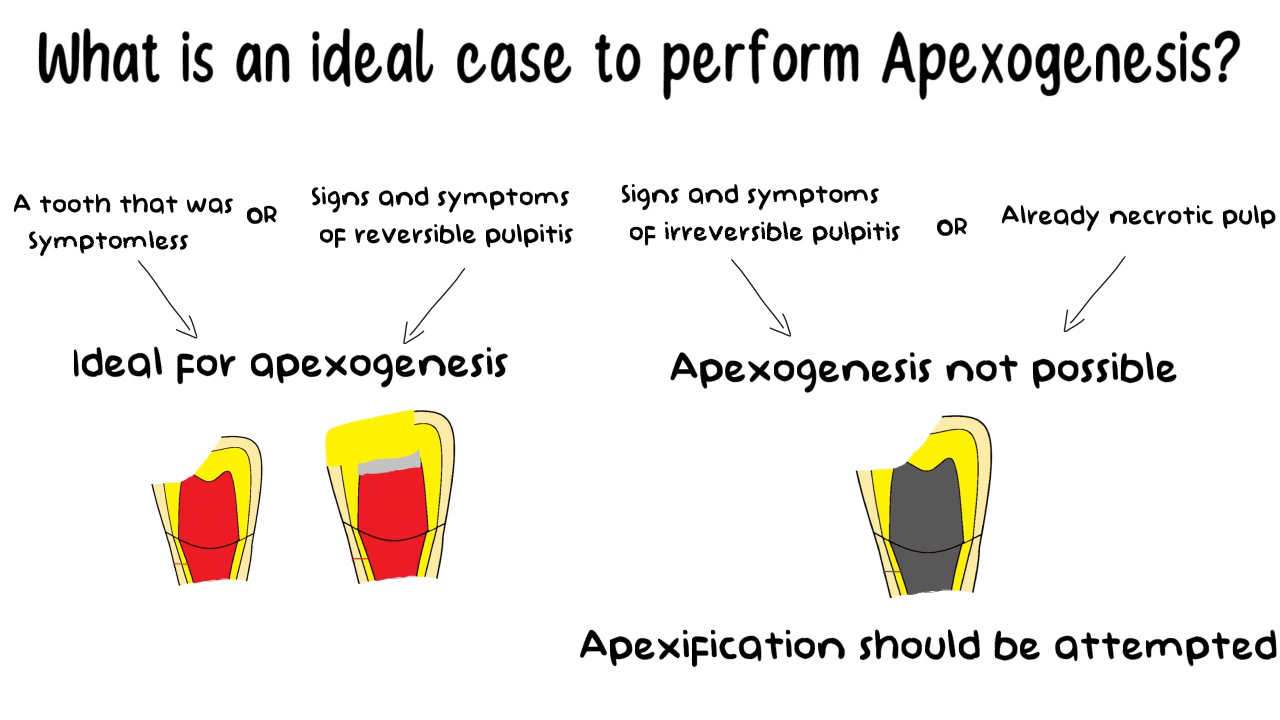 What is an ideal case to perform Apexogenesis?
A tooth that was
Symptomless
OR
Signs and symptoms
of reversible pulpitis
Signs and symptoms
of irreversible pulpitis
OR
Already necrotic pulp
Ideal for apexogenesis
Apexogenesis not possible
Apexification should be attempted